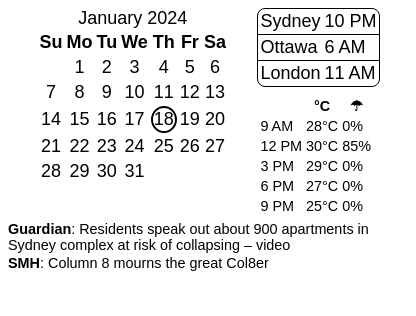 January 2024
Su Mo Tu We Th Fr Sa
1 2 3 4 5 6
7 8 9 10 11 12 13
14 15 16 17 18 19 20
21 22 23 24 25 26 27
28 29 30 31
Sydney 10 PM
Ottawa 6 AM
London 11 AM
°C ☂
9 AM 28°C 0%
12 PM 30°C 85%
3 PM 29°C 0%
6 PM 27°C 0%
9 PM 25°C 0%
Guardian: Residents speak out about 900 apartments in
Sydney complex at risk of collapsing – video
SMH: Column 8 mourns the great Col8er